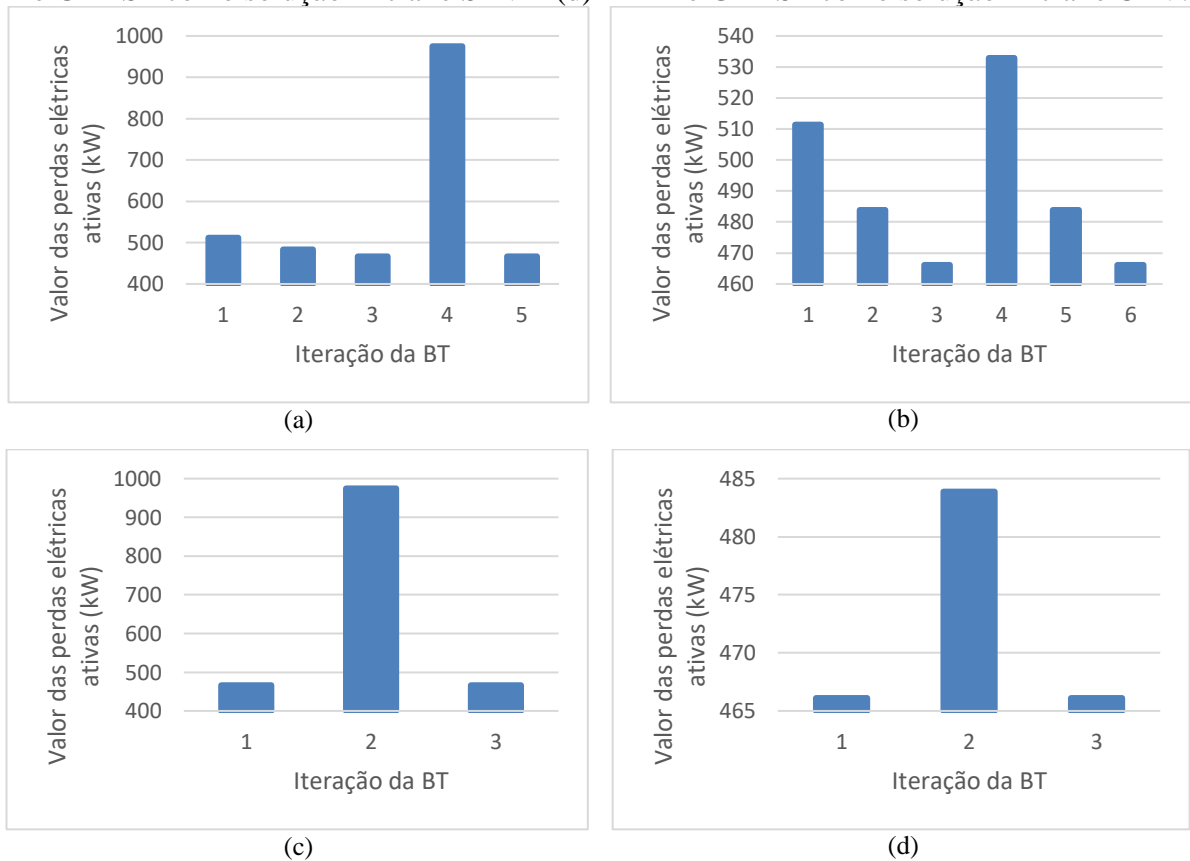 Valor das perdas elétricas
ativas (kW)
1000
900
800
700
600
500
400
1 2 3 4 5
Iteração da BT
(a)
Valor das perdas elétricas
ativas (kW)
540
530
520
510
500
490
480
470
460
1 2 3 4 5 6
Iteração da BT
(b)
Valor das perdas elétricas
ativas (kW)
1000
900
800
700
600
500
400
1 2 3
Iteração da BT
(c)
Valor das perdas elétricas
ativas (kW)
485
480
475
470
465
1 2 3
Iteração da BT
(d)